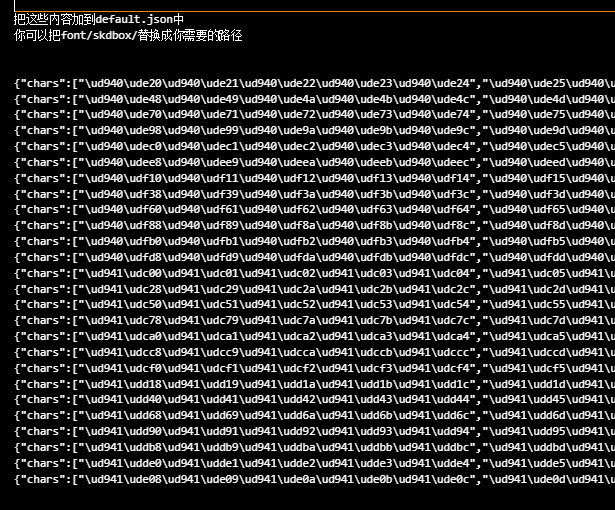 把这些内容加到default.json中
你可以把font/skdbox/替换成你需要的路径
{"chars":["\ud940\ude20\ud940\ude21\ud940\ude22\ud940\ude23\ud940\ude24","\ud940\ude25\ud940\u
{"chars":["\ud940\ude48\ud940\ude49\ud940\ude4a\ud940\ude4b\ud940\ude4c","\ud940\ude4d\ud940\u
{"chars":["\ud940\ude70\ud940\ude71\ud940\ude72\ud940\ude73\ud940\ude74","\ud940\ude75\ud940\u
{"chars":["\ud940\ude98\ud940\ude99\ud940\ude9a\ud940\ude9b\ud940\ude9c","\ud940\ude9d\ud940\u
{"chars":["\ud940\udec0\ud940\udec1\ud940\udec2\ud940\udec3\ud940\udec4","\ud940\udec5\ud940\u
{"chars":["\ud940\udee8\ud940\udee9\ud940\udeea\ud940\udeeb\ud940\udeec","\ud940\udeed\ud940\u
{"chars":["\ud940\udf10\ud940\udf11\ud940\udf12\ud940\udf13\ud940\udf14","\ud940\udf15\ud940\u
{"chars":["\ud940\udf38\ud940\udf39\ud940\udf3a\ud940\udf3b\ud940\udf3c","\ud940\udf3d\ud940\u
{"chars":["\ud940\udf60\ud940\udf61\ud940\udf62\ud940\udf63\ud940\udf64","\ud940\udf65\ud940\u
{"chars":["\ud940\udf88\ud940\udf89\ud940\udf8a\ud940\udf8b\ud940\udf8c","\ud940\udf8d\ud940\u
{"chars":["\ud940\udfb0\ud940\udfb1\ud940\udfb2\ud940\udfb3\ud940\udfb4","\ud940\udfb5\ud940\u
{"chars":["\ud940\udfd8\ud940\udfd9\ud940\udfda\ud940\udfdb\ud940\udfdc","\ud940\udfdd\ud940\u
{"chars":["\ud941\udc00\ud941\udc01\ud941\udc02\ud941\udc03\ud941\udc04","\ud941\udc05\ud941\u
{"chars":["\ud941\udc28\ud941\udc29\ud941\udc2a\ud941\udc2b\ud941\udc2c","\ud941\udc2d\ud941\u
{"chars":["\ud941\udc50\ud941\udc51\ud941\udc52\ud941\udc53\ud941\udc54","\ud941\udc55\ud941\u
{"chars":["\ud941\udc78\ud941\udc79\ud941\udc7a\ud941\udc7b\ud941\udc7c","\ud941\udc7d\ud941\u
{"chars":["\ud941\udca0\ud941\udca1\ud941\udca2\ud941\udca3\ud941\udca4","\ud941\udca5\ud941\u
{"chars":["\ud941\udcc8\ud941\udcc9\ud941\udcca\ud941\udccb\ud941\udccc","\ud941\udccd\ud941\u
{"chars":["\ud941\udcf0\ud941\udcf1\ud941\udcf2\ud941\udcf3\ud941\udcf4","\ud941\udcf5\ud941\u
{"chars":["\ud941\udd18\ud941\udd19\ud941\udd1a\ud941\udd1b\ud941\udd1c","\ud941\udd1d\ud941\u
{"chars":["\ud941\udd40\ud941\udd41\ud941\udd42\ud941\udd43\ud941\udd44","\ud941\udd45\ud941\u
{"chars":["\ud941\udd68\ud941\udd69\ud941\udd6a\ud941\udd6b\ud941\udd6c","\ud941\udd6d\ud941\u
{"chars":["\ud941\udd90\ud941\udd91\ud941\udd92\ud941\udd93\ud941\udd94","\ud941\udd95\ud941\u
{"chars":["\ud941\uddb8\ud941\uddb9\ud941\uddba\ud941\uddbb\ud941\uddbc","\ud941\uddbd\ud941\u
{"chars":["\ud941\udde0\ud941\udde1\ud941\udde2\ud941\udde3\ud941\udde4","\ud941\udde5\ud941\u
{"chars":["\ud941\ude08\ud941\ude09\ud941\ude0a\ud941\ude0b\ud941\ude0c","\ud941\ude0d\ud941\u